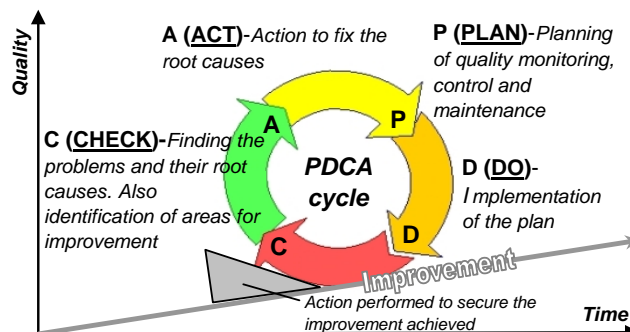 Quality
A (ACT)-Action to fix the
root causes
P (PLAN)-Planning
of quality monitoring,
control and
maintenance
A
P
C (CHECK)-Finding the
problems and their root
causes. Also
identification of areas for
improvement
PDCA
cycle
D (DO)-
Implementation
of the plan
C
D
Improvement
Action performed to secure the
improvement achieved
Time